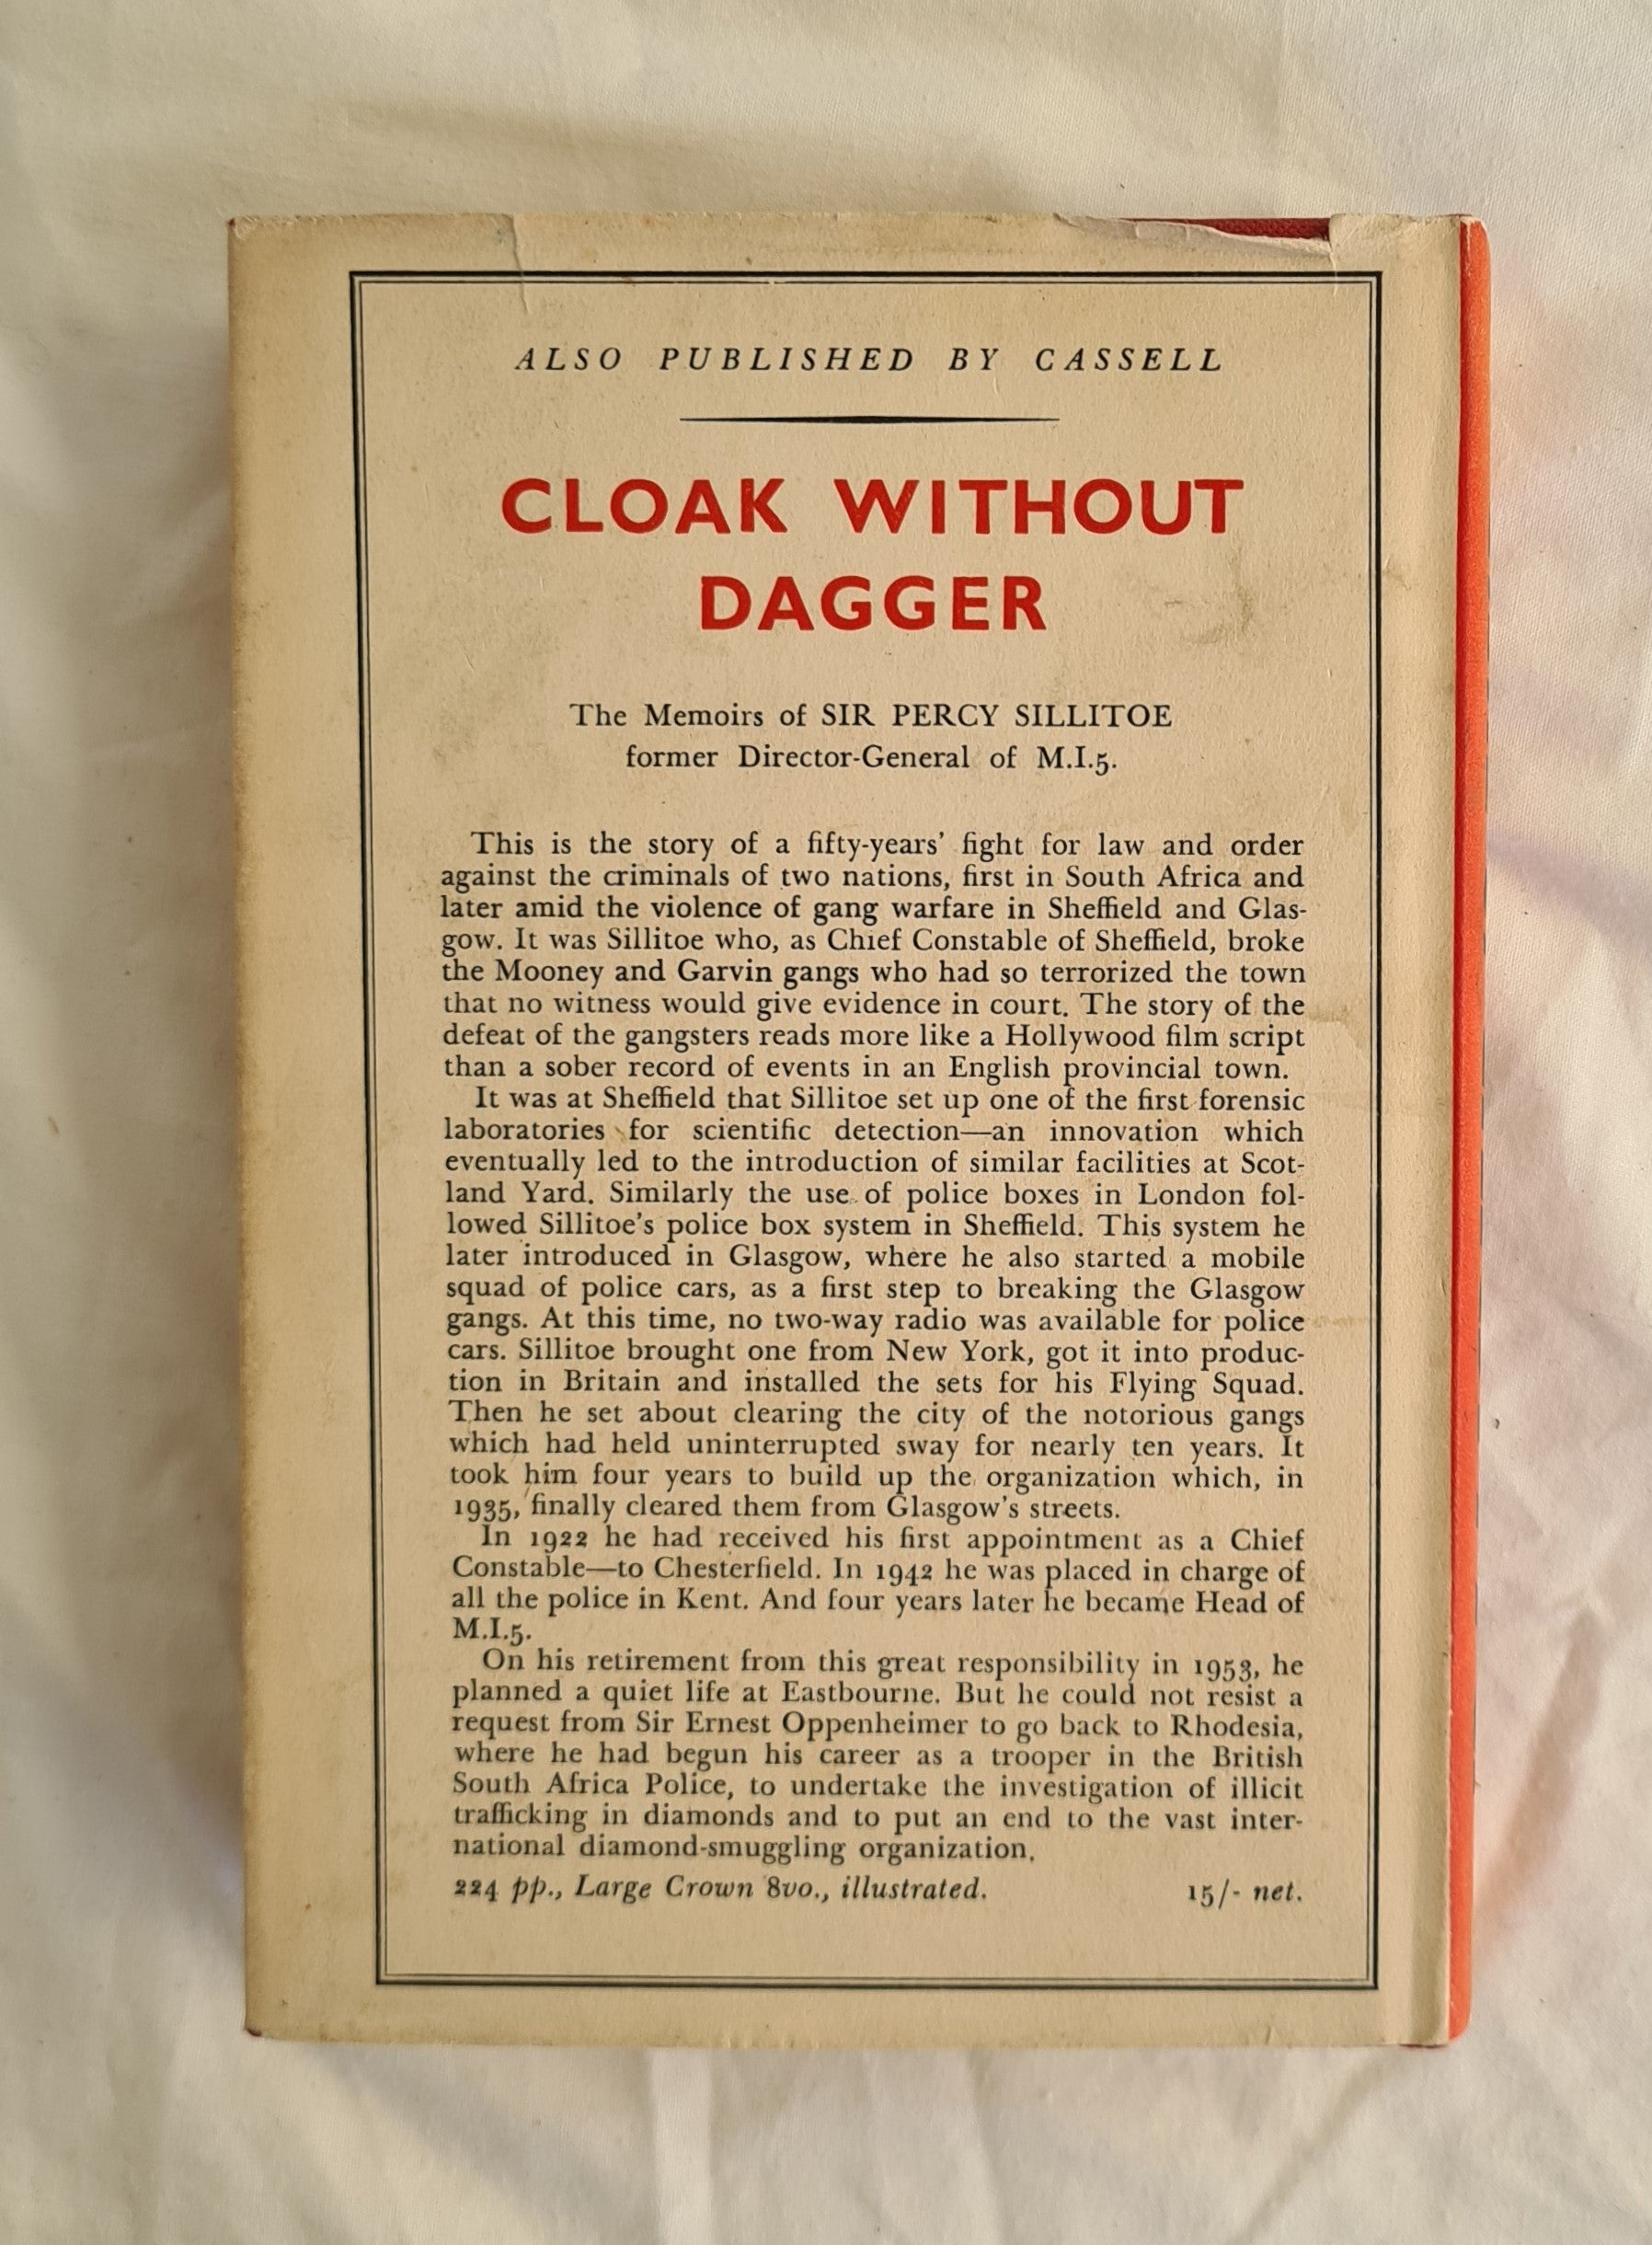 ALSO PUBLISHED BY CASSELL
CLOAK WITHOUT
DAGGER
The Memoirs of SIR PERCY SILLITOE
former Director-General of M.I.5.
This is the story of a fifty-years' fight for law and order
against the criminals of two nations, first in South Africa and
later amid the violence of gang warfare in Sheffield and Glas-
gow. It was Sillitoe who, as Chief Constable of Sheffield, broke
the Mooney and Garvin gangs who had so terrorized the town
that no witness would give evidence in court. The story of the
defeat of the gangsters reads more like a Hollywood film script
than a sober record of events in an English provincial town.
It was at Sheffield that Sillitoe set up one of the first forensic
laboratories for scientific detection—an innovation which
eventually led to the introduction of similar facilities at Scot-
land Yard. Similarly the use of police boxes in London fol-
lowed Sillitoe's police box system in Sheffield. This system he
later introduced in Glasgow, where he also started a mobile
squad of police cars, as a first step to breaking the Glasgow
gangs. At this time, no two-way radio was available for police
cars. Sillitoe brought one from New York, got it into produc-
tion in Britain and installed the sets for his Flying Squad.
Then he set about clearing the city of the notorious gangs
which had held uninterrupted sway for nearly ten years. It
took him four years to build up the organization which, in
1935, finally cleared them from Glasgow's streets.
In 1922 he had received his first appointment as a Chief
Constable—to Chesterfield. In 1942 he was placed in charge of
all the police in Kent. And four years later he became Head of
M.I.5.
On his retirement from this great responsibility in 1953, he
planned a quiet life at Eastbourne. But he could not resist a
request from Sir Ernest Oppenheimer to go back to Rhodesia,
where he had begun his career as a trooper in the British
South Africa Police, to undertake the investigation of illicit
trafficking in diamonds and to put an end to the vast inter-
national diamond-smuggling organization.
224 pp., Large Crown 8vo., illustrated. 15/- net.